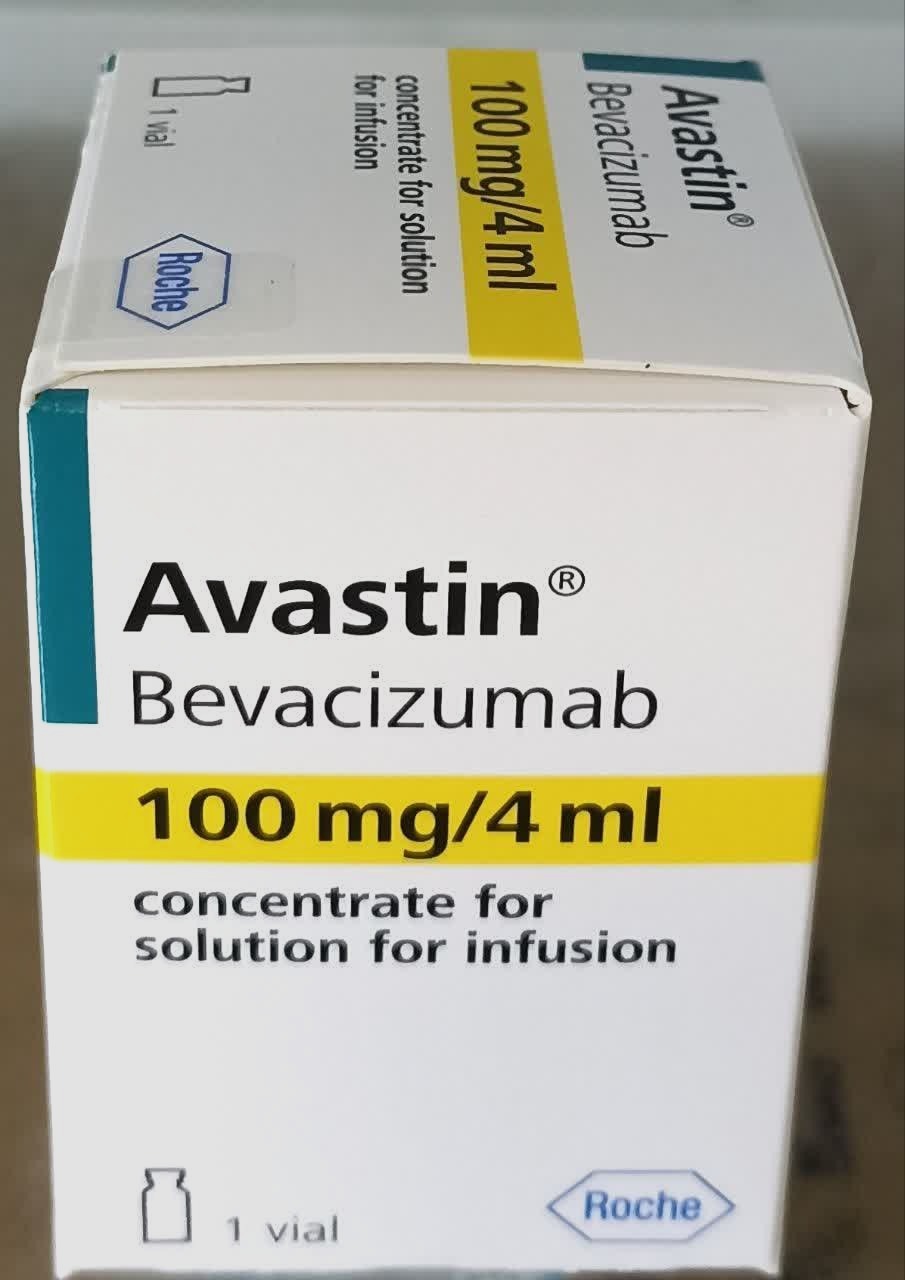 Avastin®
Bevacizumab
100 mg/4 ml
concentrate for solution
for infusion
1 vial
Roche
Avastin®
Bevacizumab
100 mg/4 ml
concentrate for
solution for infusion
1 vial
Roche